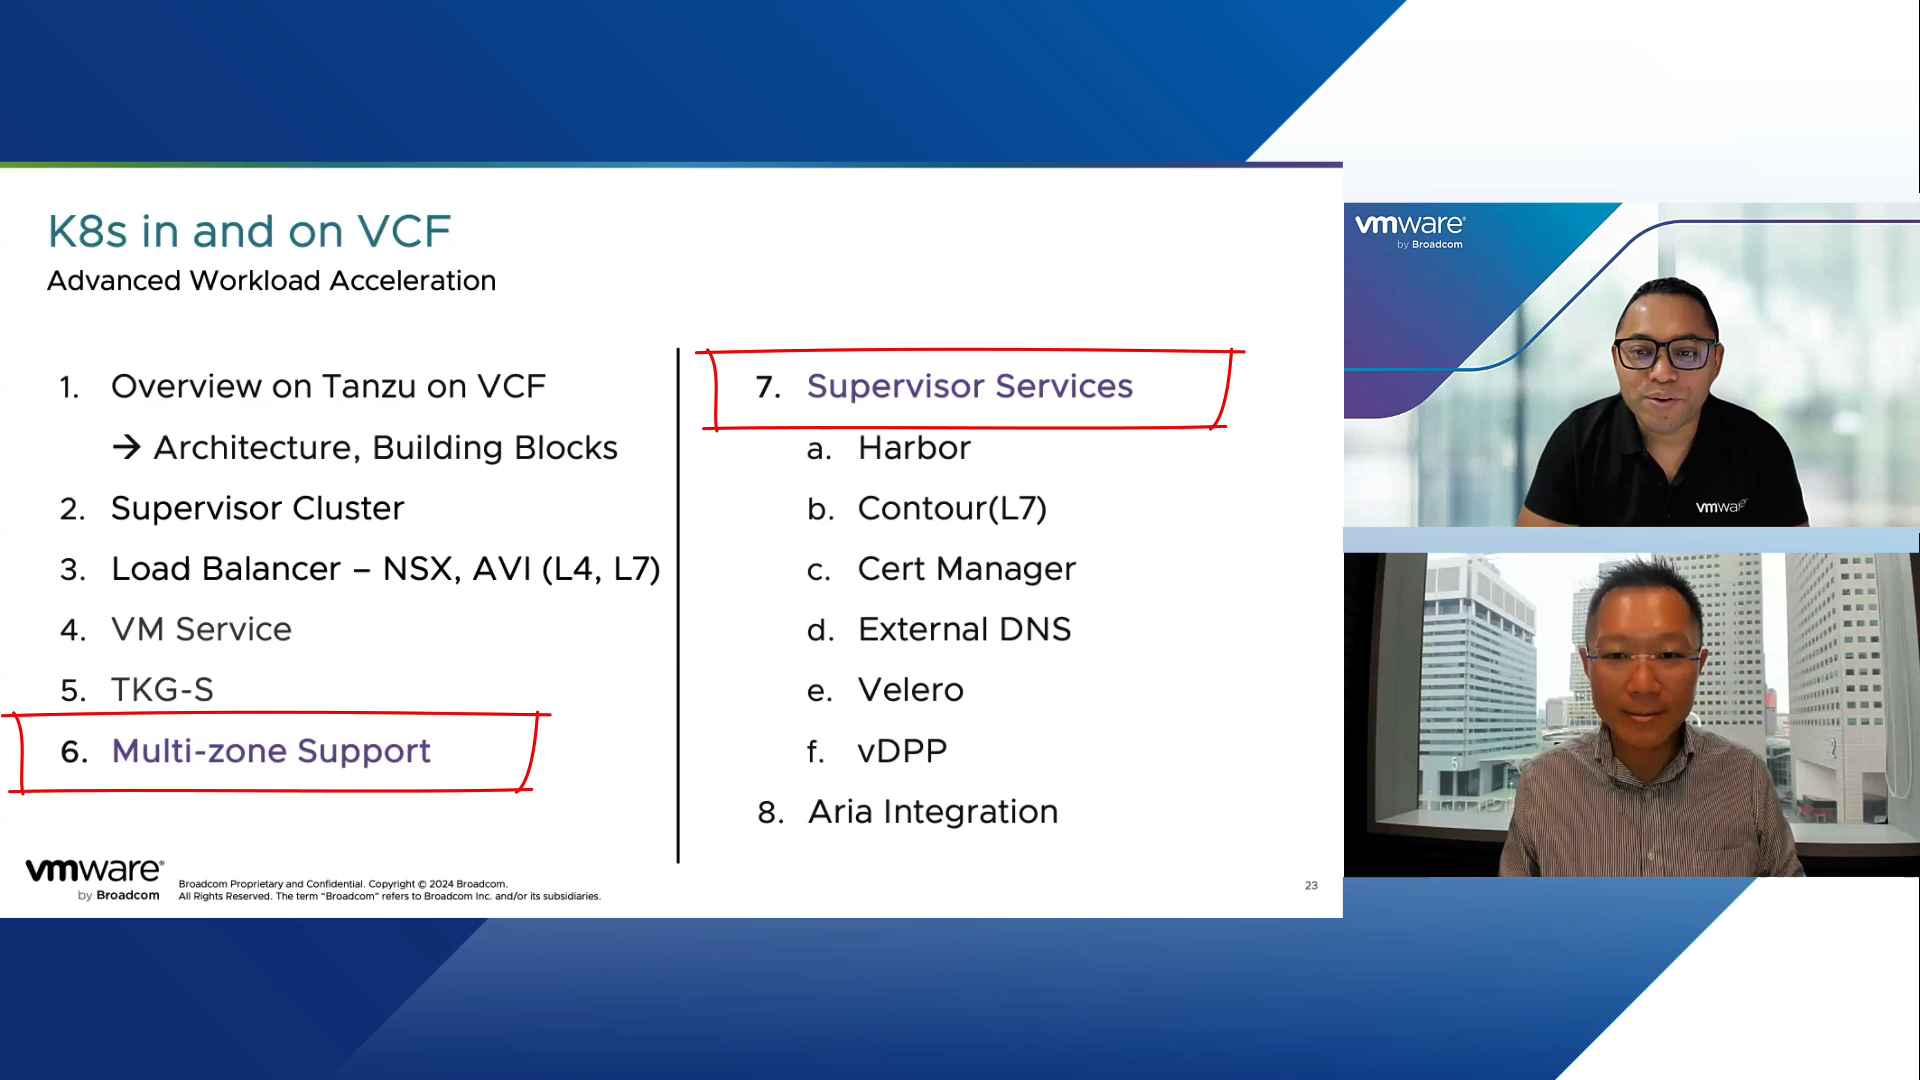 K8s in and on VCF
Advanced Workload Acceleration
1. Overview on Tanzu on VCF
→ Architecture, Building Blocks
2. Supervisor Cluster
3. Load Balancer – NSX, AVI (L4, L7)
4. VM Service
5. TKG-S
6. Multi-zone Support
7. Supervisor Services
a. Harbor
b. Contour(L7)
c. Cert Manager
d. External DNS
e. Velero
f. vDPP
8. Aria Integration
vmware®
by Broadcom
Broadcom Proprietary and Confidential. Copyright © 2024 Broadcom.
All Rights Reserved. The term “Broadcom” refers to Broadcom Inc. and/or its subsidiaries.
23
vmware®
by Broadcom
vmware®